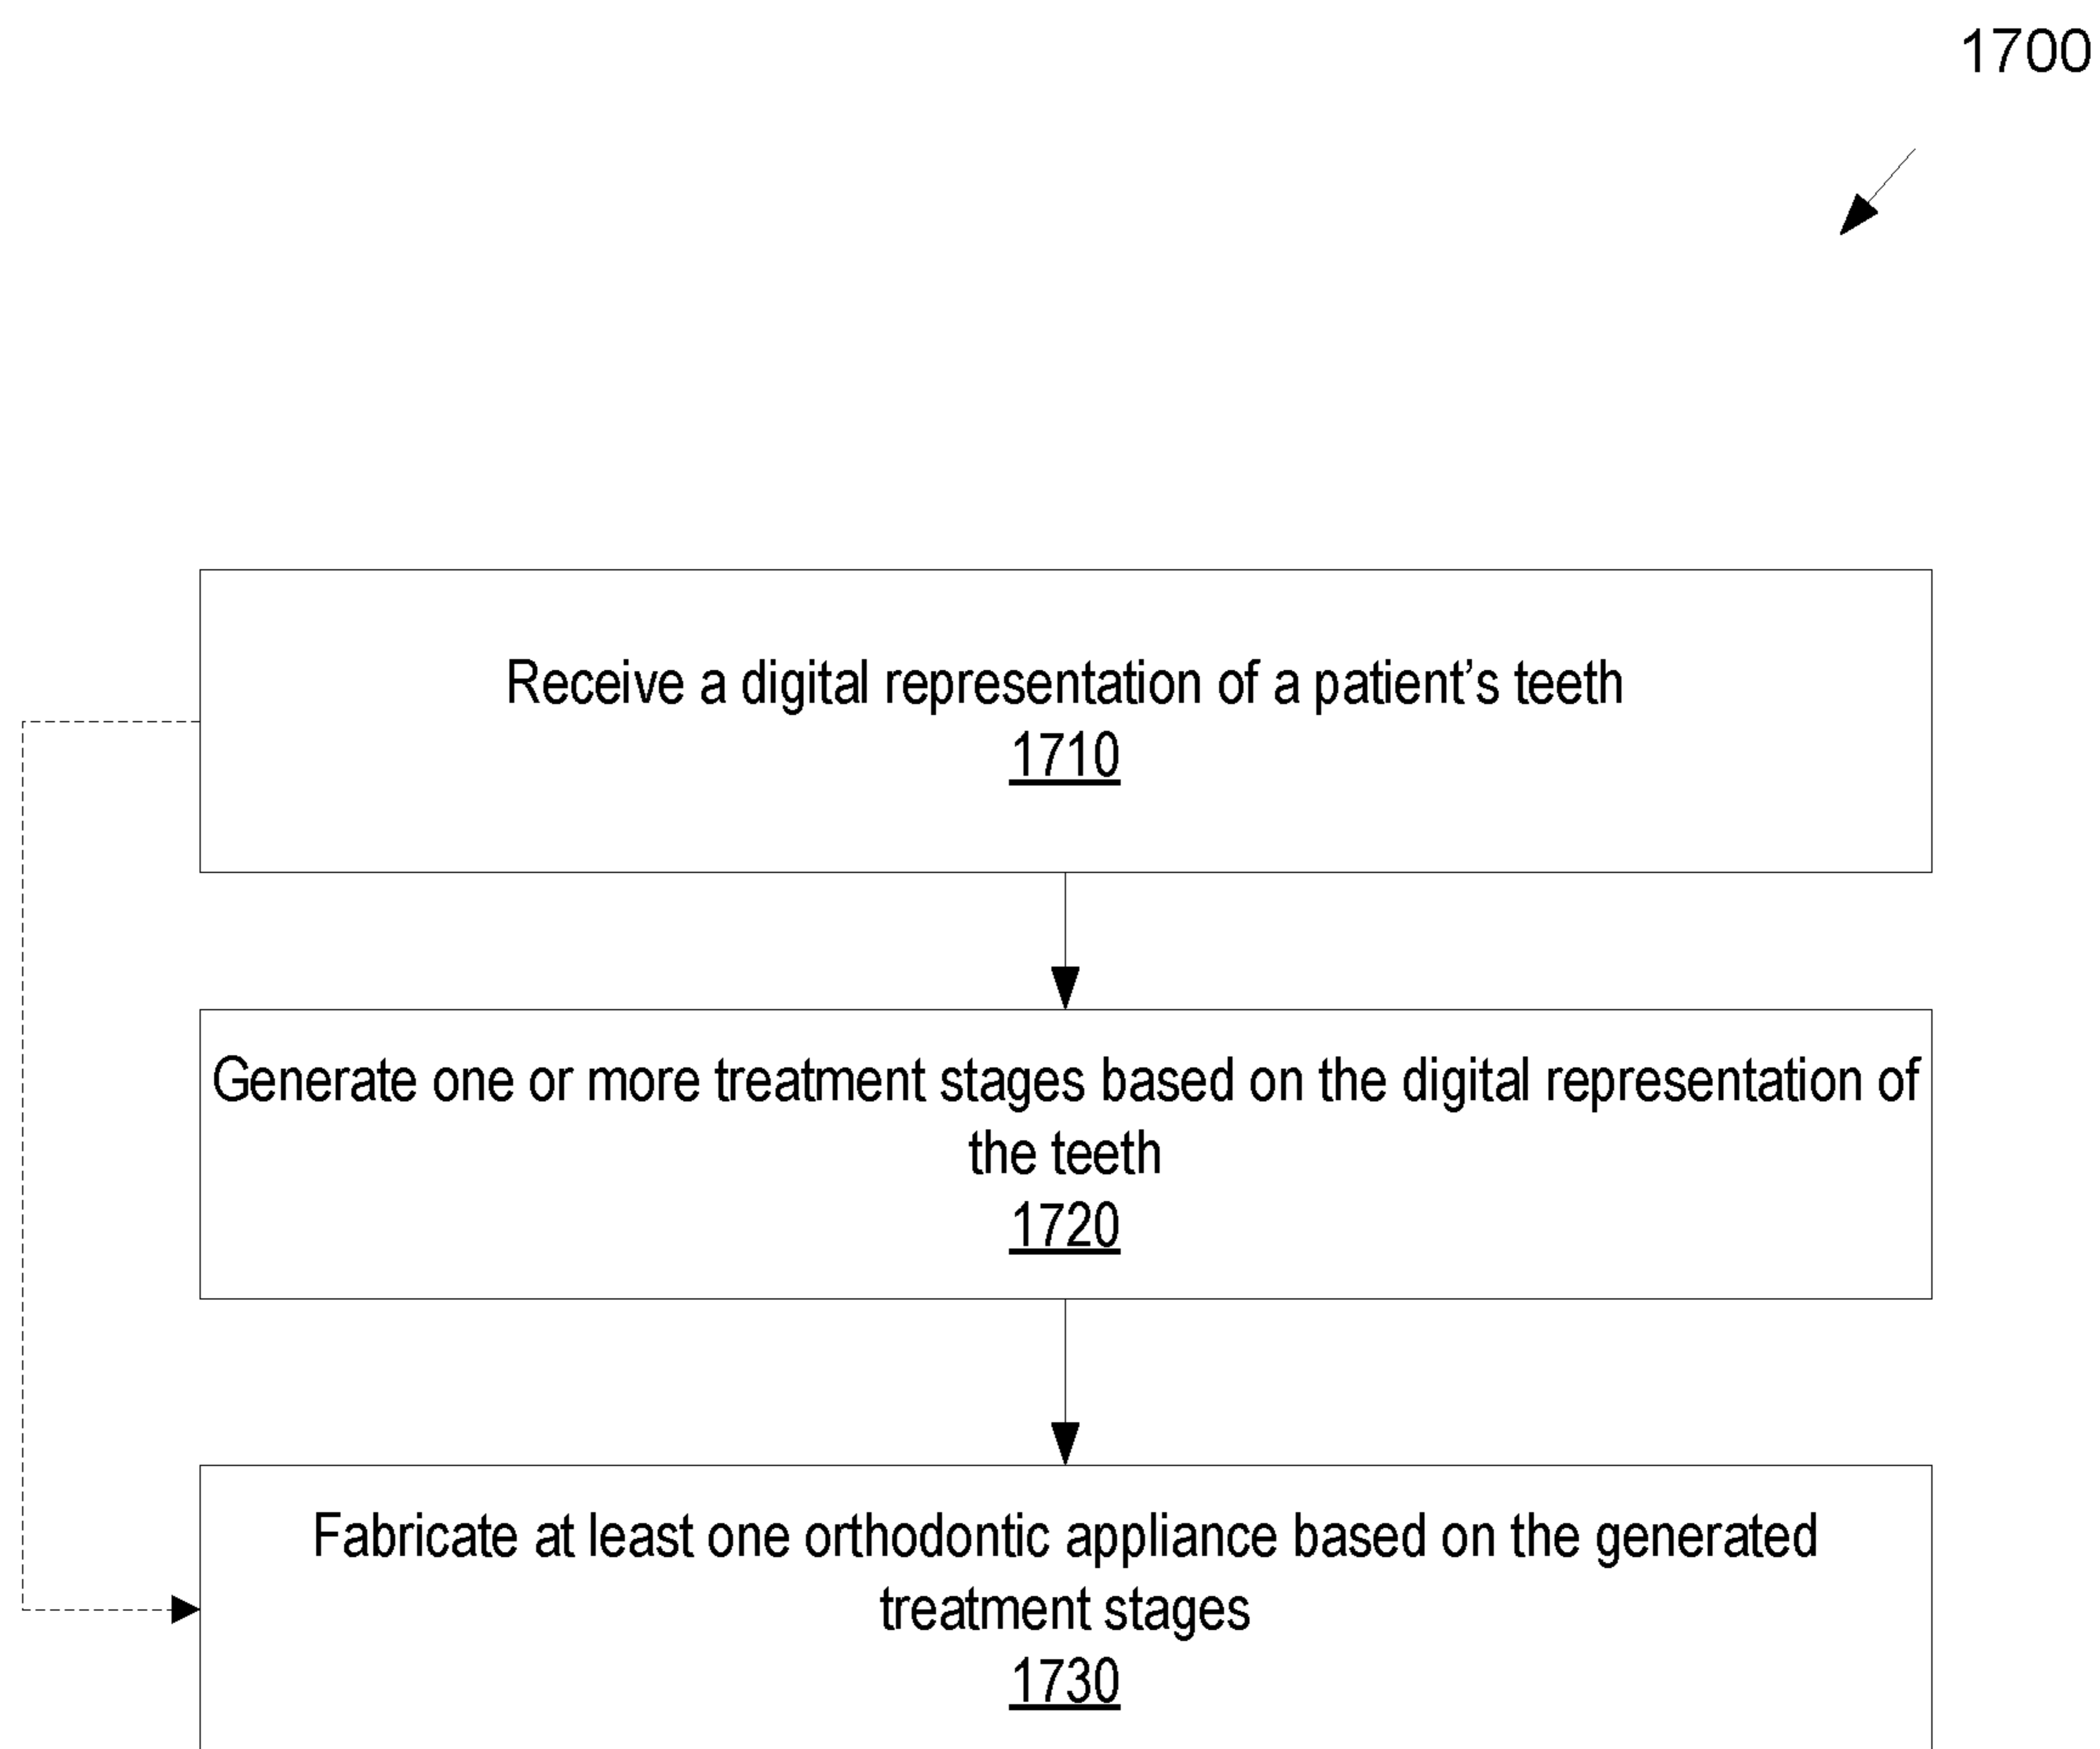 1700
Receive a digital representation of a patient’s teeth
1710
Generate one or more treatment stages based on the digital representation of
the teeth
1720
Fabricate at least one orthodontic appliance based on the generated
treatment stages
1730